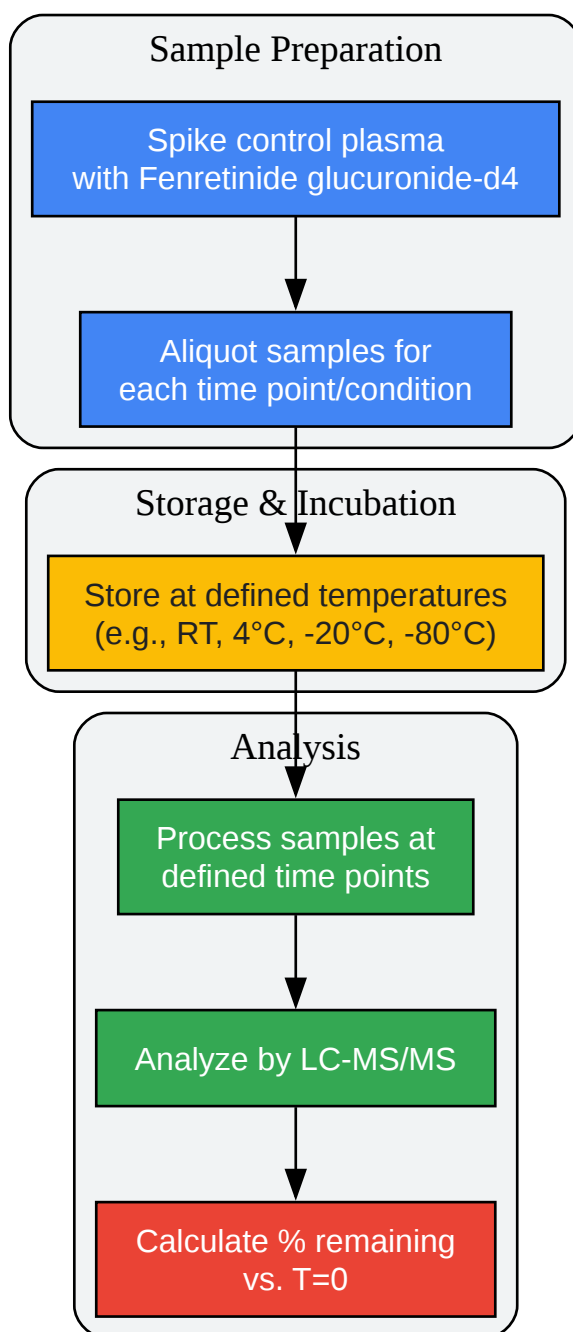 Sample Preparation
Spike control plasma
with Fenretinide glucuronide-d4
Aliquot samples for
each time point/condition
Storage & Incubation
Store at defined temperatures
(e.g., RT, 4°C, -20°C, -80°C)
Analysis
Process samples at
defined time points
Analyze by LC-MS/MS
Calculate % remaining
vs. T=0